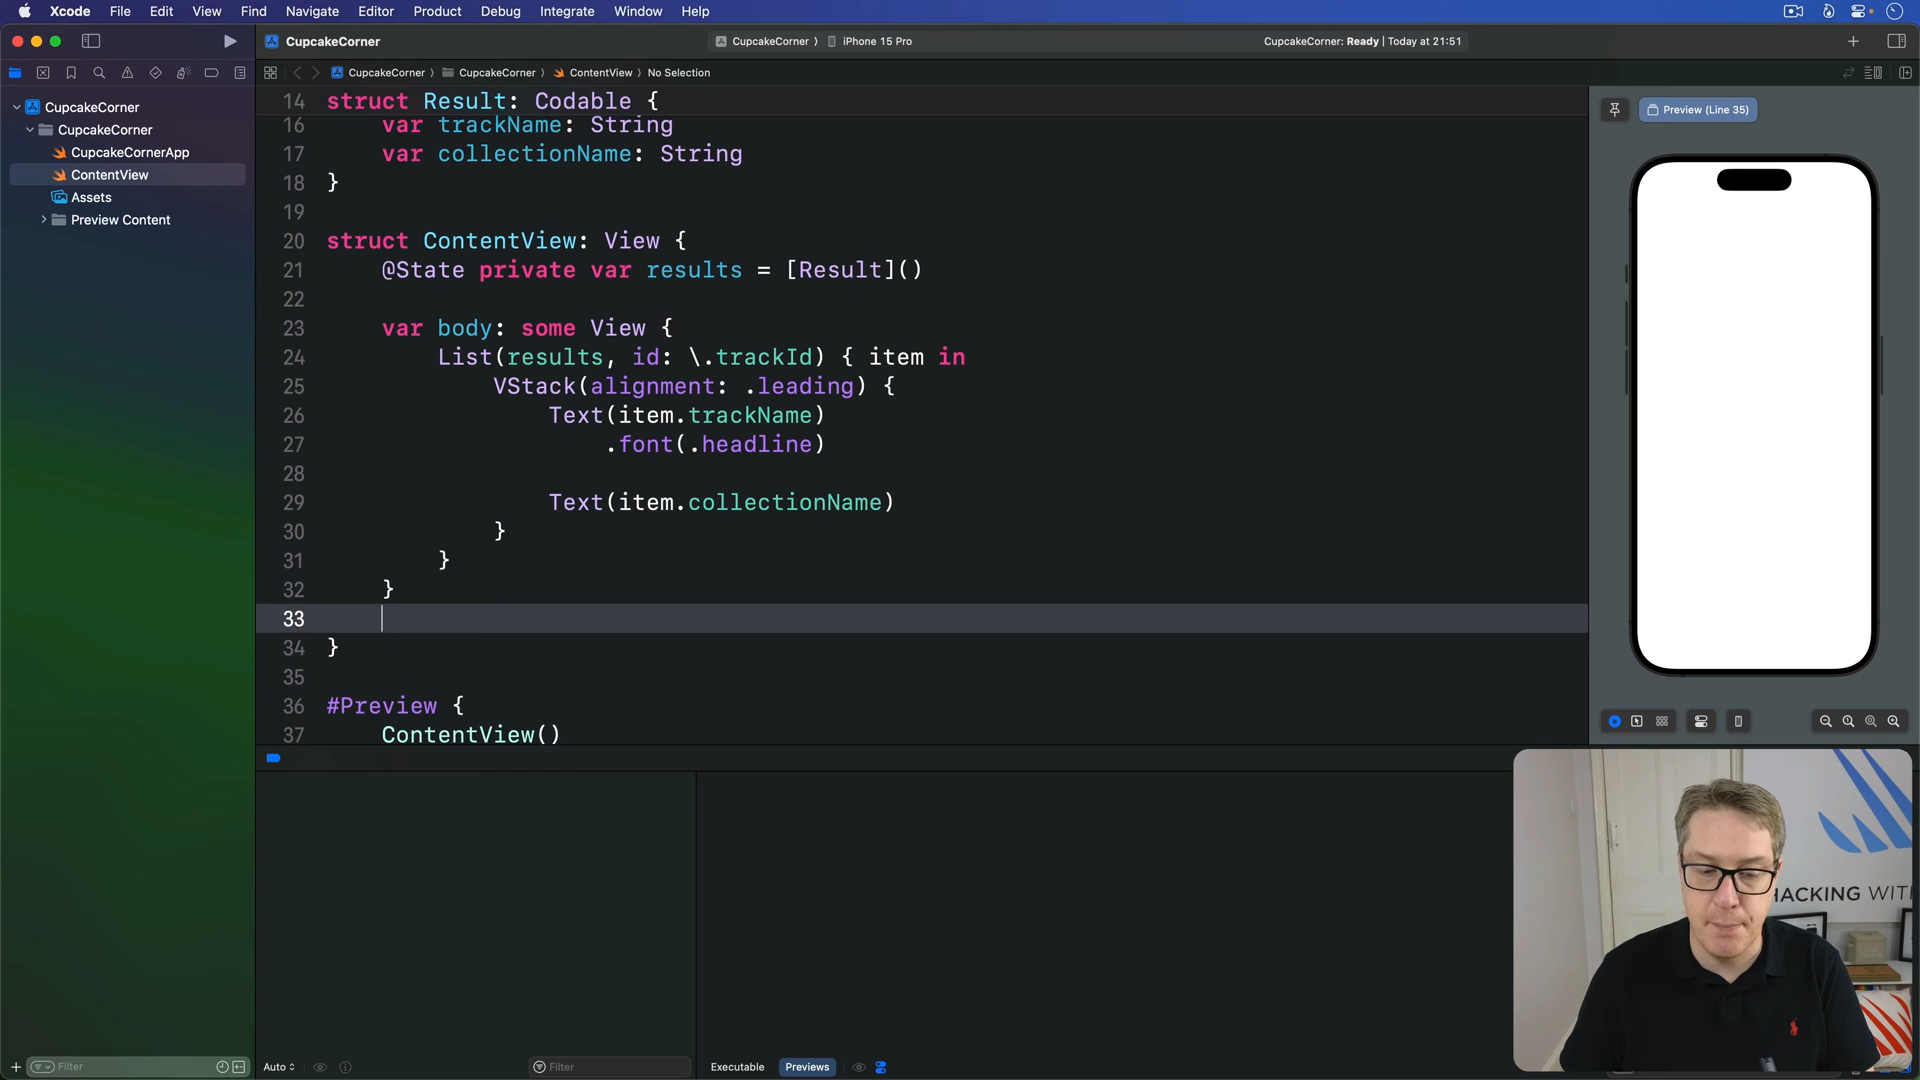 Xcode File Edit View Find Navigate Editor Product Debug Integrate Window Help
CupcakeCorner
CupcakeCorner 〉 iPhone 15 Pro
CupcakeCorner: Ready | Today at 21:51
CupcakeCorner 〉 CupcakeCorner 〉 ContentView 〉 No Selection
CupcakeCorner
CupcakeCorner
CupcakeCornerApp
ContentView
Assets
Preview Content
14 struct Result: Codable {
16 var trackName: String
17 var collectionName: String
18 }
19
20 struct ContentView: View {
21 @State private var results = [Result]()
22
23 var body: some View {
24 List(results, id: \.trackId) { item in
25 VStack(alignment: .leading) {
26 Text(item.trackName)
27 .font(.headline)
28
29 Text(item.collectionName)
30 }
31 }
32 }
33
34 }
35
36 #Preview {
37 ContentView()
Preview (Line 35)
HACKING WIT
Filter
Auto
Filter
Executable Previews